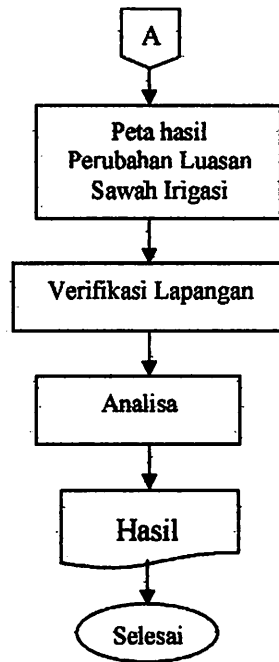 A
Peta hasil
Perubahan Luasan
Sawah Irigasi
Verifikasi Lapangan
Analisa
Hasil
Selesai